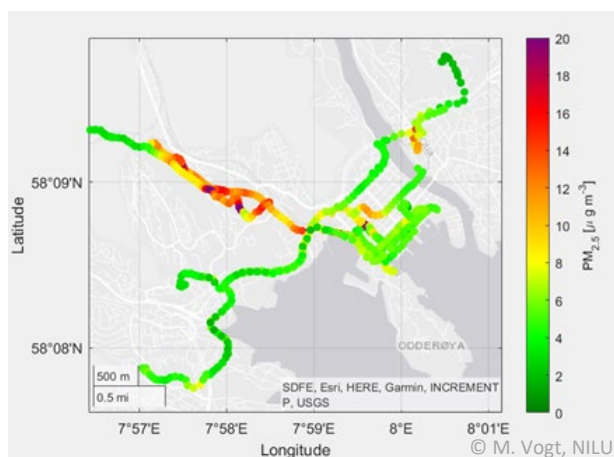 20
18
16
14
12
10
8
6
4
2
0
PM2.5 [μ g m-3]
Latitude
58°09'N
58°08'N
ODDERØYA
500 m
0.5 mi
SDFE, Esri, HERE, Garmin, INCREMENT
P, USGS
7°57'E
7°58'E
7°59'E
8°E
8°01'E
Longitude
© M. Vogt, NILU